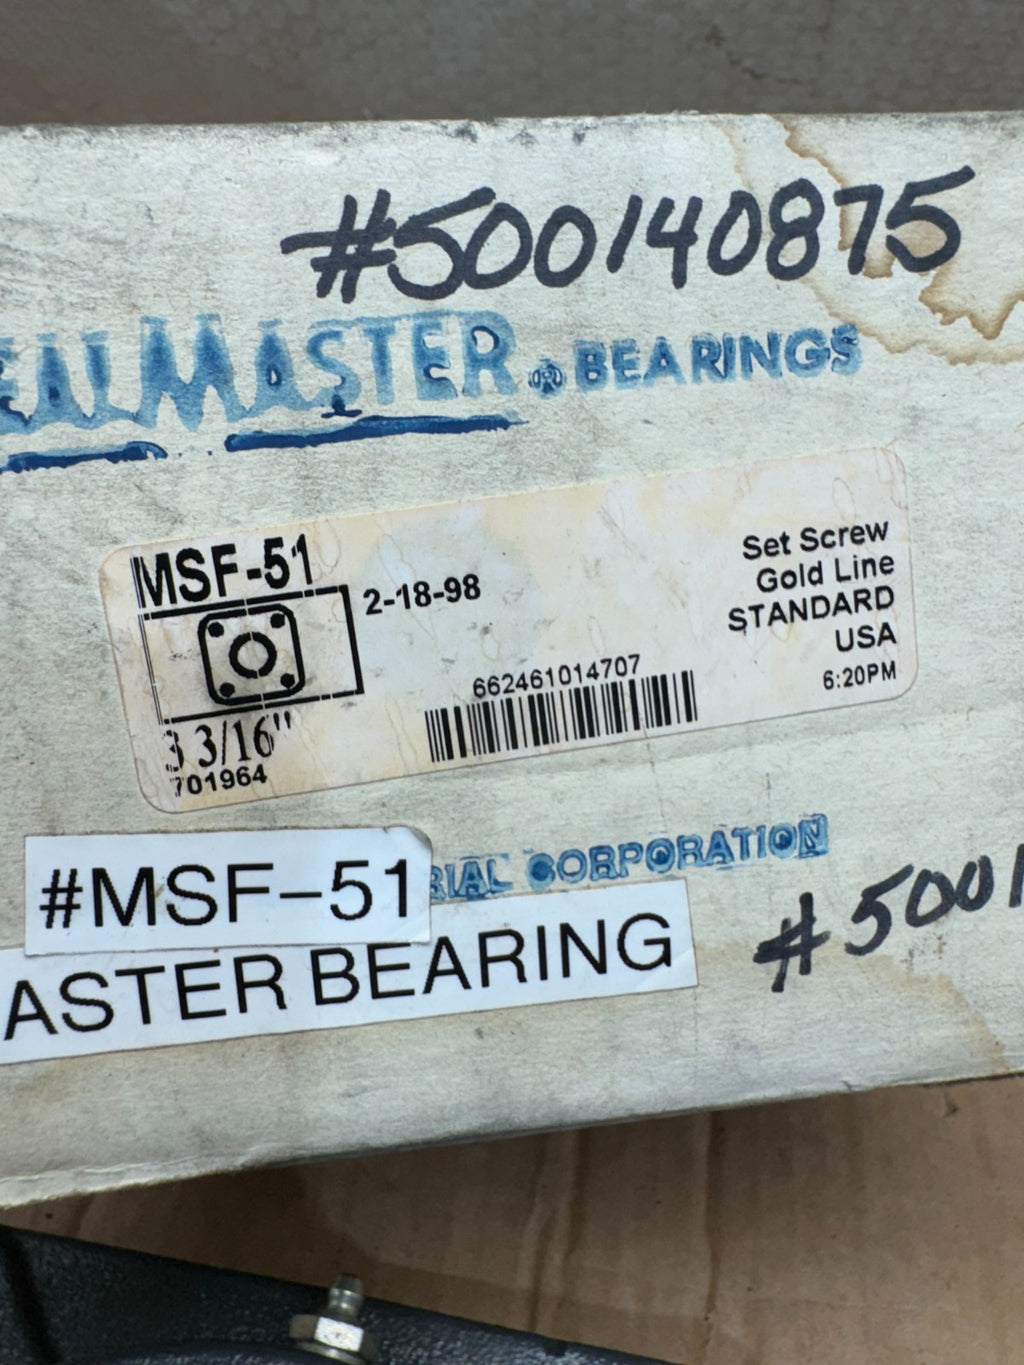 #500140875
EALMASTER BEARINGS
MSF-51
2-18-98
Set Screw
Gold Line
STANDARD
USA
6:20PM
662461014707
3 3/16"
701964
RIAL CORPORATION
#MSF-51
ASTER BEARING
#5001